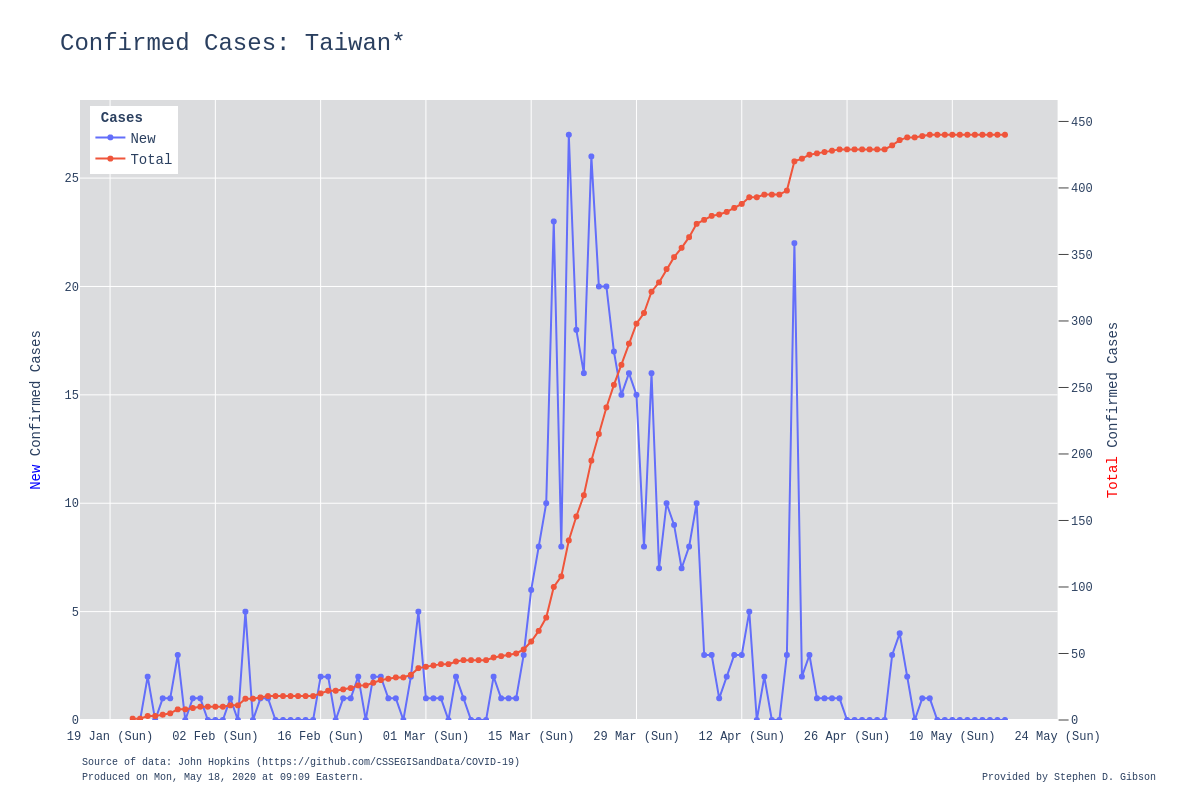 Confirmed Cases: Taiwan*
Cases
New
Total
25
20
15
10
5
0
450
400
350
300
250
200
150
100
50
0
New Confirmed Cases
Total Confirmed Cases
19 Jan (Sun) 02 Feb (Sun) 16 Feb (Sun) 01 Mar (Sun) 15 Mar (Sun) 29 Mar (Sun) 12 Apr (Sun) 26 Apr (Sun) 10 May (Sun) 24 May (Sun)
Source of data: John Hopkins (https://github.com/CSSEGISandData/COVID-19)
Produced on Mon, May 18, 2020 at 09:09 Eastern.
Provided by Stephen D. Gibson